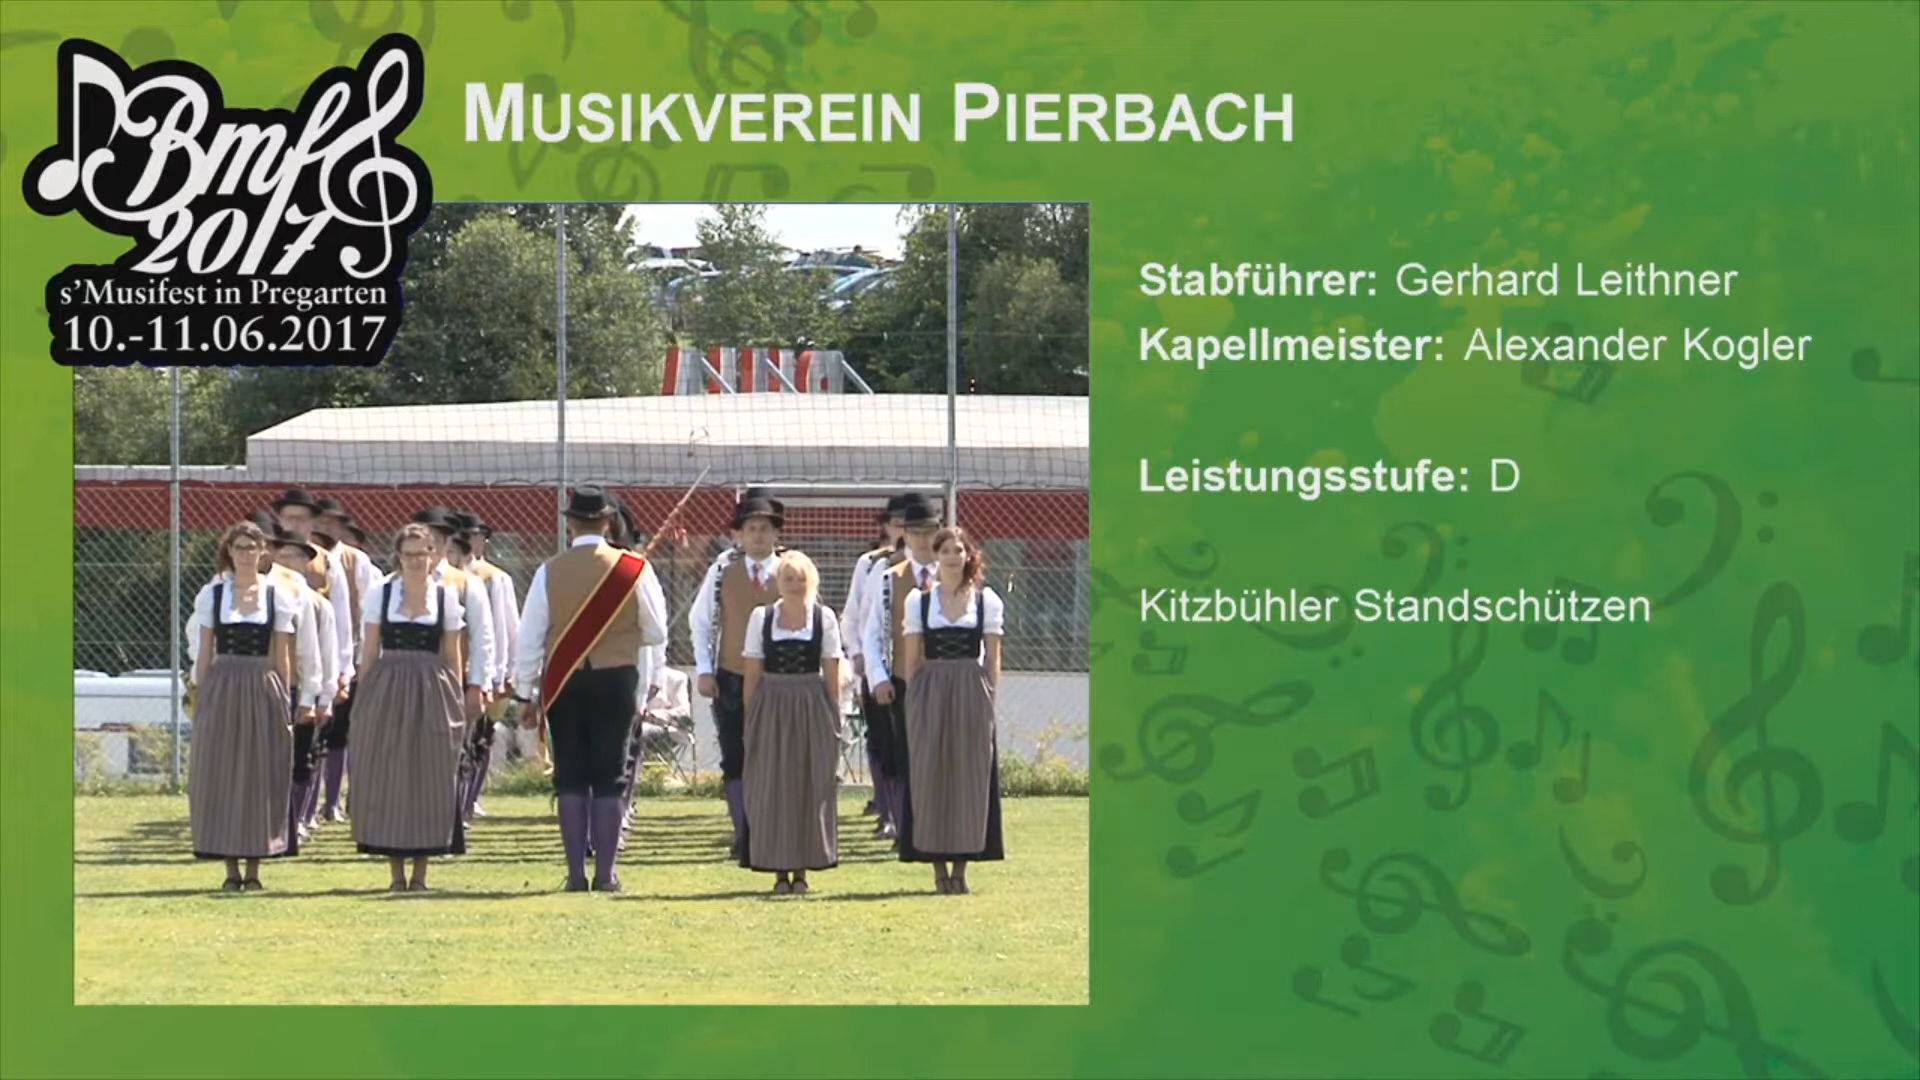 Bmf
2017
s'Musifest in Pregarten
10.-11.06.2017
MUSIKVEREIN PIERBACH
Stabführer: Gerhard Leithner
Kapellmeister: Alexander Kogler
Leistungsstufe: D
Kitzbühler Standschützen